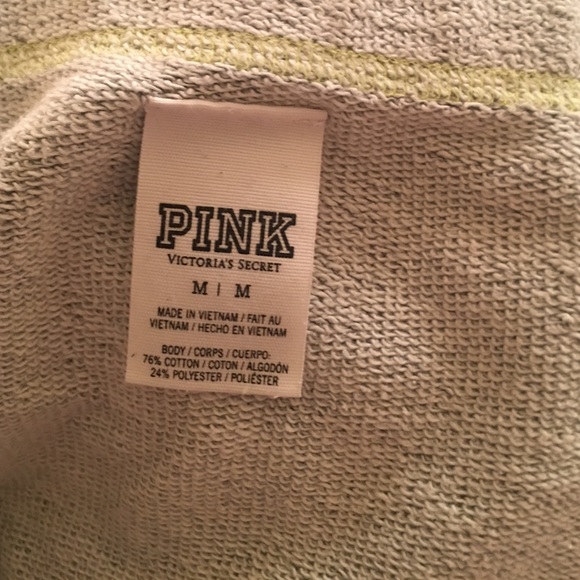 PINK
VICTORIA'S SECRET
M | M
MADE IN VIETNAM / FAIT AU
VIETNAM / HECHO EN VIETNAM
BODY / CORPS / CUERPO:
76% COTTON / COTON / ALGODÓN
24% POLYESTER / POLIÉSTER